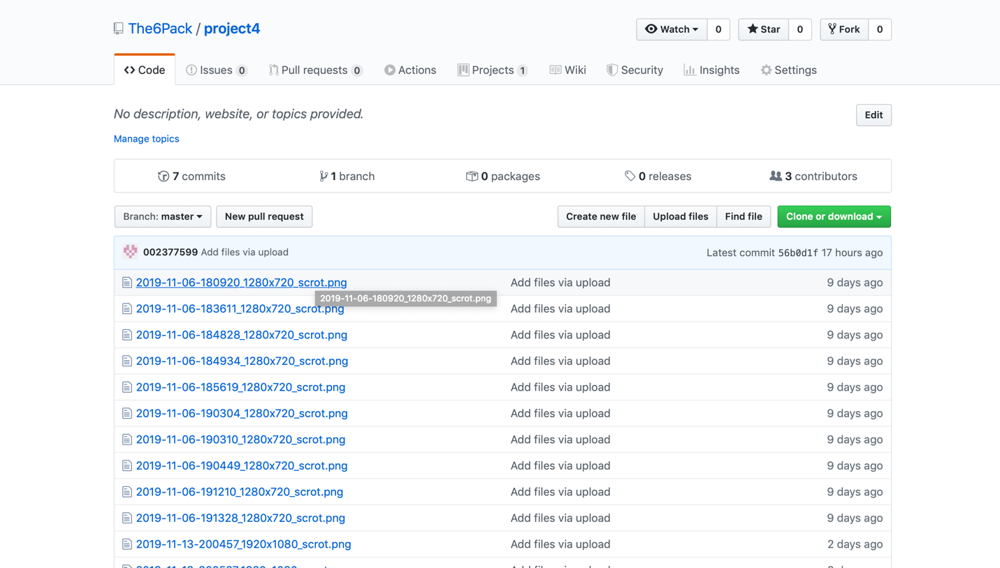 The6Pack / project4
Watch 0 Star 0 Fork 0
Code Issues 0 Pull requests 0 Actions Projects 1 Wiki Security Insights Settings
No description, website, or topics provided. Edit
Manage topics
7 commits 1 branch 0 packages 0 releases 3 contributors
Branch: master New pull request Create new file Upload files Find file Clone or download
002377599 Add files via upload Latest commit 56b0d1f 17 hours ago
2019-11-06-180920_1280x720_scrot.png Add files via upload 9 days ago
2019-11-06-180920_1280x720_scrot.png
2019-11-06-183611_1280x720_scrot.png Add files via upload 9 days ago
2019-11-06-184828_1280x720_scrot.png Add files via upload 9 days ago
2019-11-06-184934_1280x720_scrot.png Add files via upload 9 days ago
2019-11-06-185619_1280x720_scrot.png Add files via upload 9 days ago
2019-11-06-190304_1280x720_scrot.png Add files via upload 9 days ago
2019-11-06-190310_1280x720_scrot.png Add files via upload 9 days ago
2019-11-06-190449_1280x720_scrot.png Add files via upload 9 days ago
2019-11-06-191210_1280x720_scrot.png Add files via upload 9 days ago
2019-11-06-191328_1280x720_scrot.png Add files via upload 9 days ago
2019-11-13-200457_1920x1080_scrot.png Add files via upload 2 days ago